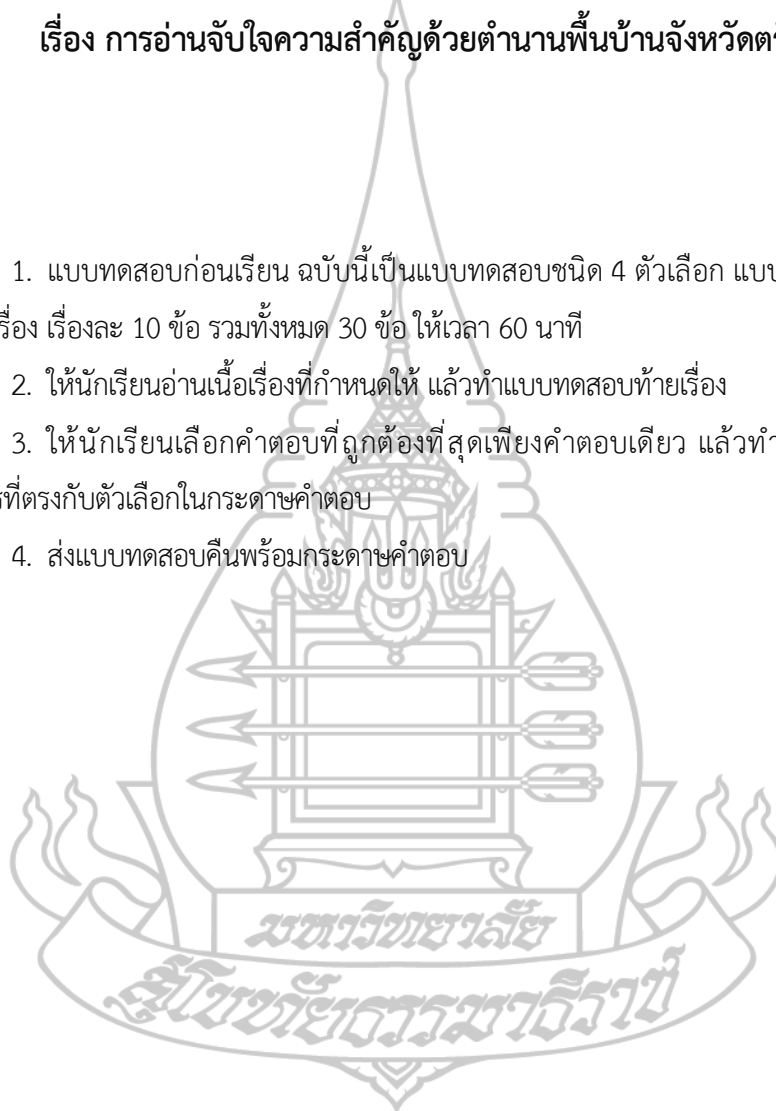 เรื่อง การอ่านจับใจความสำคัญด้วยตำนานพื้นบ้านจังหวัด
1. แบบทดสอบก่อนเรียน ฉบับนี้เป็นแบบทดสอบชนิด 4 ตัวเลือก แบบ
เรื่อง เรื่องละ 10 ข้อ รวมทั้งหมด 30 ข้อ ให้เวลา 60 นาที
2. ให้นักเรียนอ่านเนื้อเรื่องที่กำหนดให้ แล้วทำแบบทดสอบท้ายเรื่อง
3. ให้นักเรียนเลือกคำตอบที่ถูกต้องที่สุดเพียงคำตอบเดียว แล้วทำ
ที่ตรงกับตัวเลือกในกระดาษคำตอบ
4. ส่งแบบทดสอบคืนพร้อมกระดาษคำตอบ
มหาวิทยาลัย
สุโขทัยธรรมาธิราช